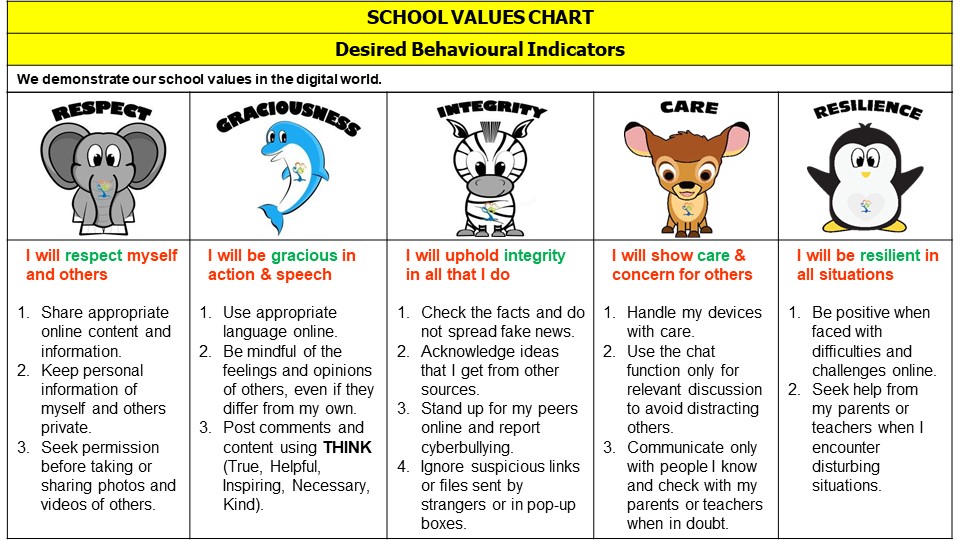 SCHOOL VALUES CHART
Desired Behavioural Indicators
We demonstrate our school values in the digital world.
RESPECT
I will respect myself
and others
1. Share appropriate
online content and
information.
2. Keep personal
information of
myself and others
private.
3. Seek permission
before taking or
sharing photos and
videos of others.
GRACIOUSNESS
I will be gracious in
action & speech
1. Use appropriate
language online.
2. Be mindful of the
feelings and opinions
of others, even if they
differ from my own.
3. Post comments and
content using THINK
(True, Helpful,
Inspiring, Necessary,
Kind).
INTEGRITY
I will uphold integrity
in all that I do
1. Check the facts and do
not spread fake news.
2. Acknowledge ideas
that I get from other
sources.
3. Stand up for my peers
online and report
cyberbullying.
4. Ignore suspicious links
or files sent by
strangers or in pop-up
boxes.
CARE
I will show care &
concern for others
1. Handle my devices
with care.
2. Use the chat
function only for
relevant discussion
to avoid distracting
others.
3. Communicate only
with people I know
and check with my
parents or teachers
when in doubt.
RESILIENCE
I will be resilient in
all situations
1. Be positive when
faced with
difficulties and
challenges online.
2. Seek help from
my parents or
teachers when I
encounter
disturbing
situations.